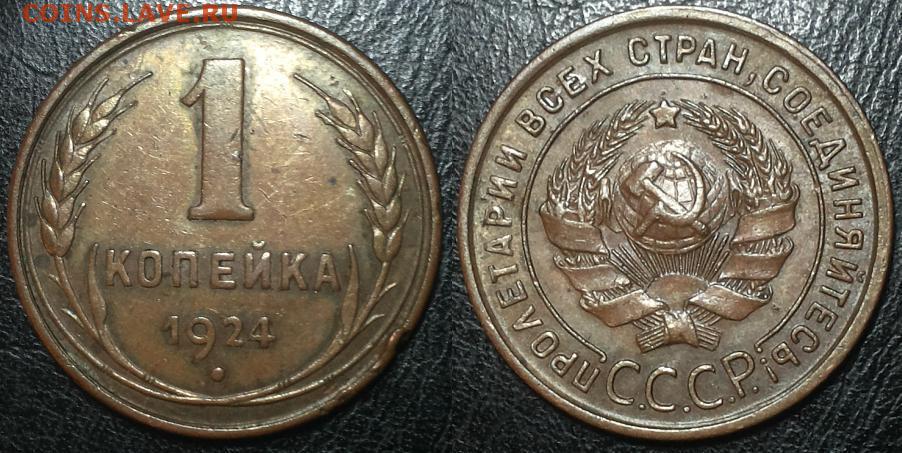 COINS.LAVE.RU
1
КОПЕЙКА
1924
ПРОЛЕТАРИИ ВСЕХ СТРАН, СОЕДИНЯЙТЕСЬ!
С.С.С.Р.